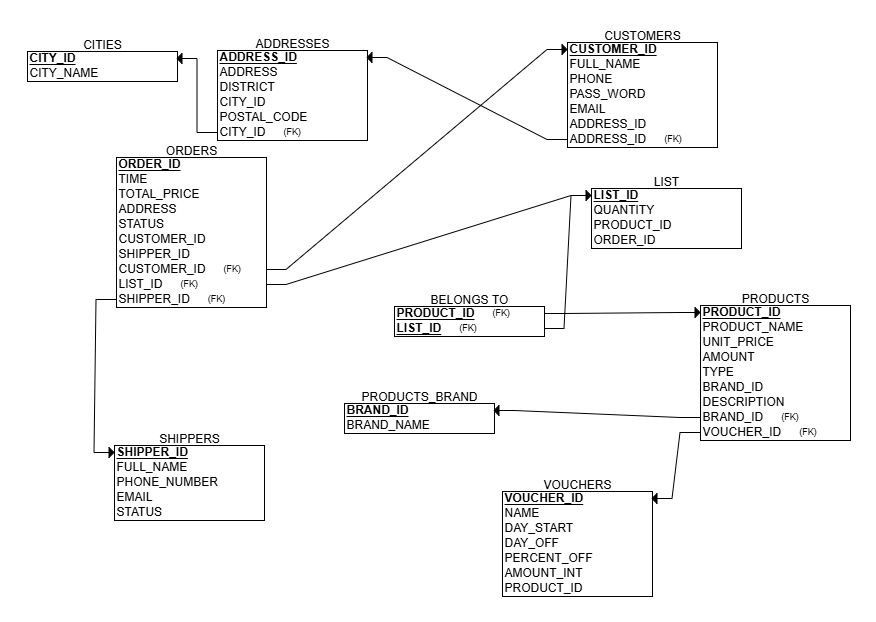 CITIES
CITY_ID
CITY_NAME
ADDRESSES
ADDRESS_ID
ADDRESS
DISTRICT
CITY_ID
POSTAL_CODE
CITY_ID (FK)
CUSTOMERS
CUSTOMER_ID
FULL_NAME
PHONE
PASS_WORD
EMAIL
ADDRESS_ID
ADDRESS_ID (FK)
ORDERS
ORDER_ID
TIME
TOTAL_PRICE
ADDRESS
STATUS
CUSTOMER_ID
SHIPPER_ID
CUSTOMER_ID (FK)
LIST_ID (FK)
SHIPPER_ID (FK)
LIST
LIST_ID
QUANTITY
PRODUCT_ID
ORDER_ID
BELONGS TO
PRODUCT_ID (FK)
LIST_ID (FK)
PRODUCTS
PRODUCT_ID
PRODUCT_NAME
UNIT_PRICE
AMOUNT
TYPE
BRAND_ID
DESCRIPTION
BRAND_ID (FK)
VOUCHER_ID (FK)
PRODUCTS_BRAND
BRAND_ID
BRAND_NAME
SHIPPERS
SHIPPER_ID
FULL_NAME
PHONE_NUMBER
EMAIL
STATUS
VOUCHERS
VOUCHER_ID
NAME
DAY_START
DAY_OFF
PERCENT_OFF
AMOUNT_INT
PRODUCT_ID